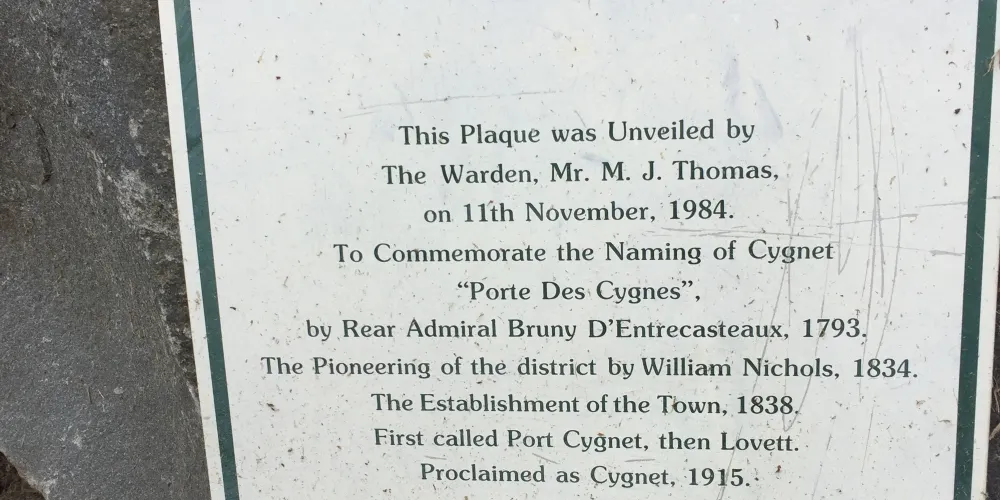 This Plaque was Unveiled by
The Warden, Mr. M. J. Thomas,
on 11th November, 1984.
To Commemorate the Naming of Cygnet
“Porte Des Cygnes”,
by Rear Admiral Bruny D’Entrecasteaux, 1793.
The Pioneering of the district by William Nichols, 1834.
The Establishment of the Town, 1838.
First called Port Cygnet, then Lovett.
Proclaimed as Cygnet, 1915.